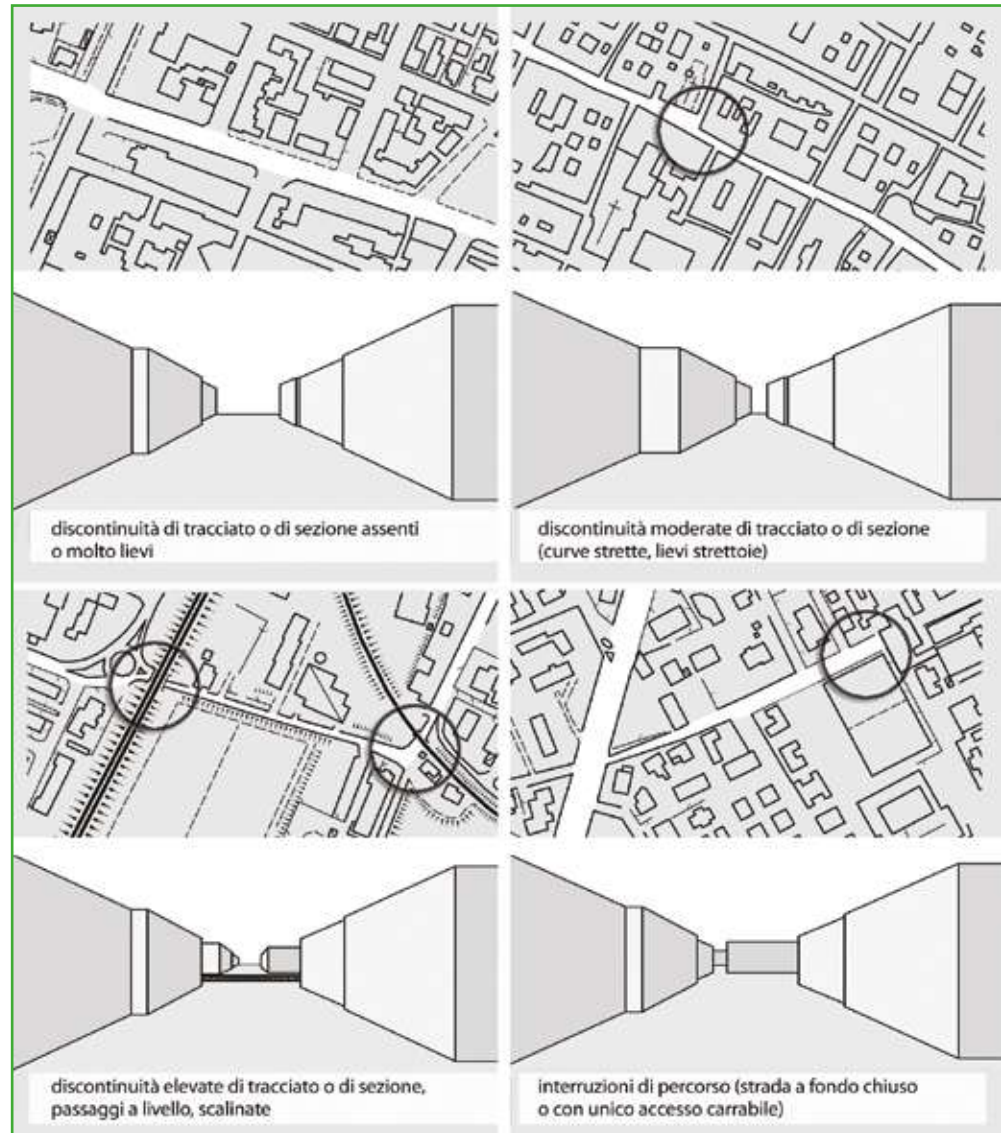 discontinuità di tracciato o di sezione assenti
o molto lievi
discontinuità moderate di tracciato o di sezione
(curve strette, lievi strettoie)
discontinuità elevate di tracciato o di sezione,
passaggi a livello, scalinate
interruzioni di percorso (strada a fondo chiuso
o con unico accesso carrabile)